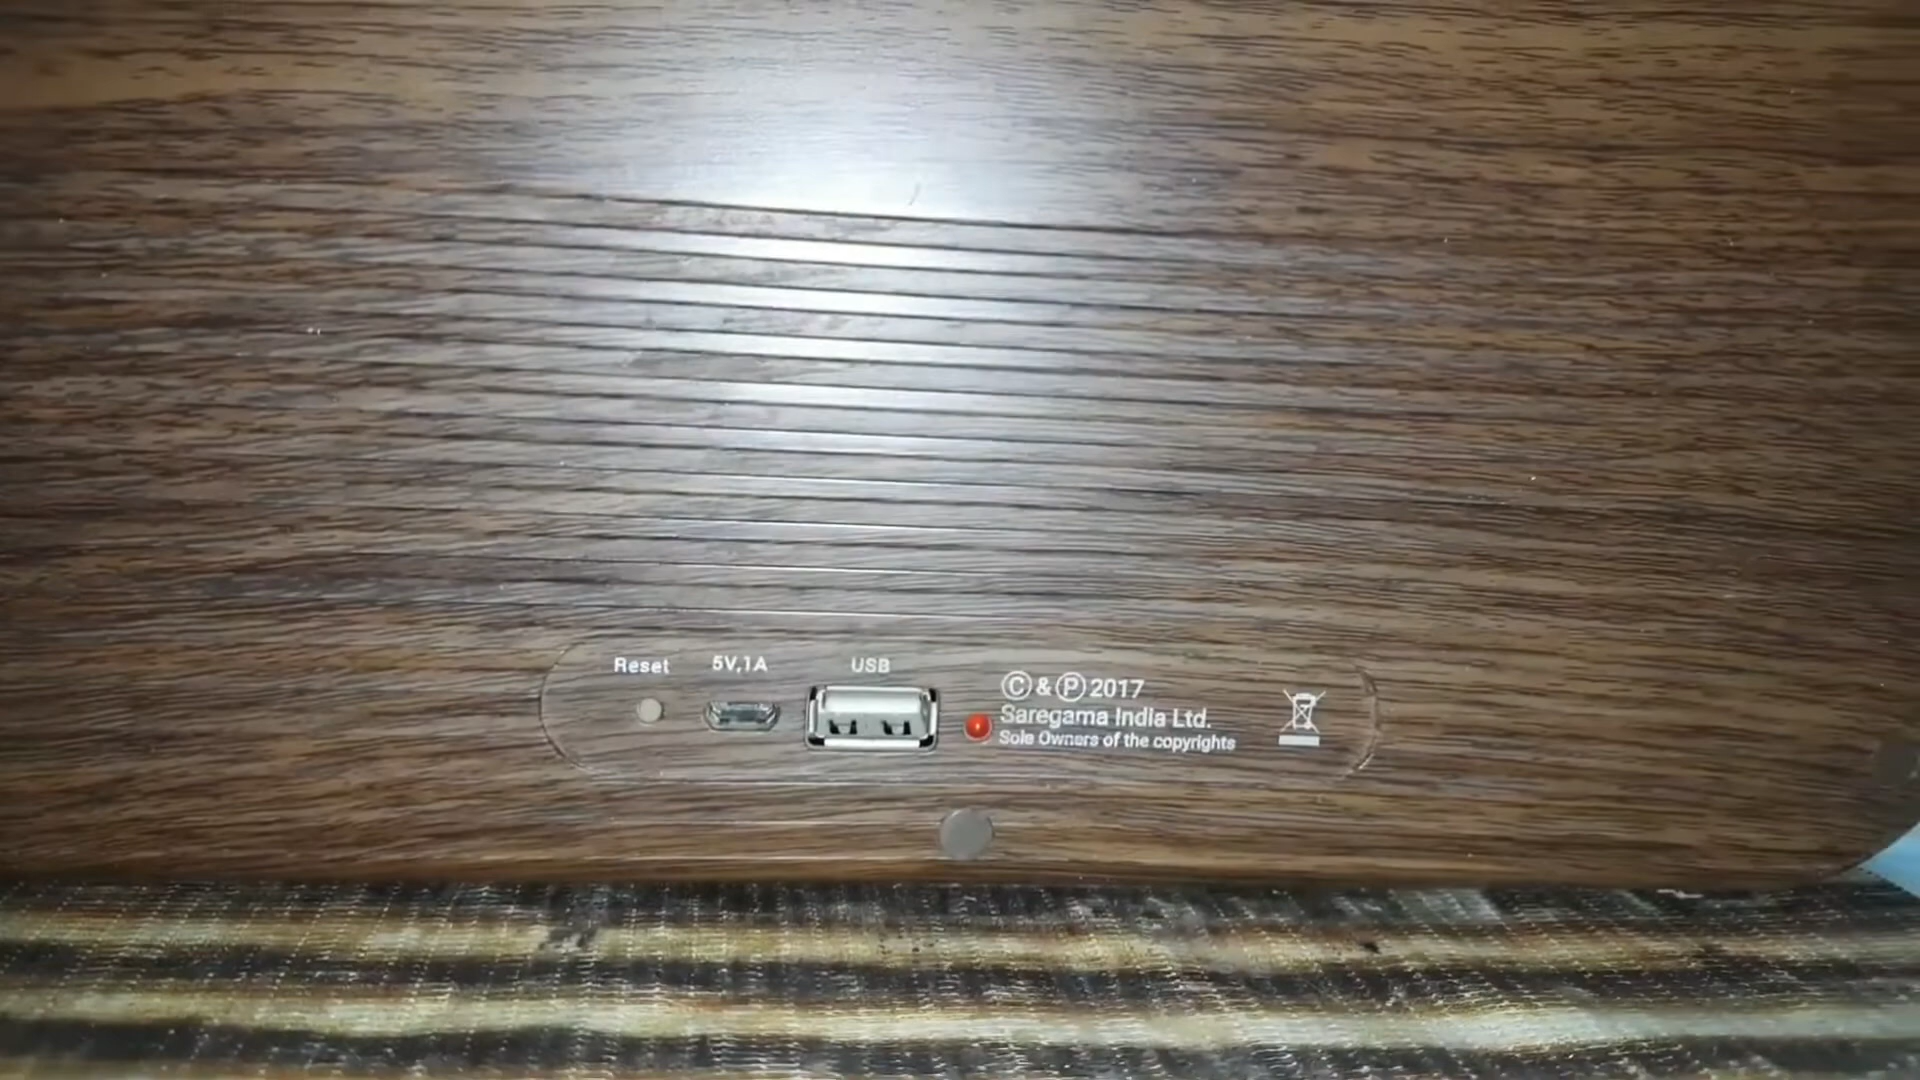 Reset
5V,1A
USB
Ⓒ & Ⓟ 2017
Saregama India Ltd.
Sole Owners of the copyrights